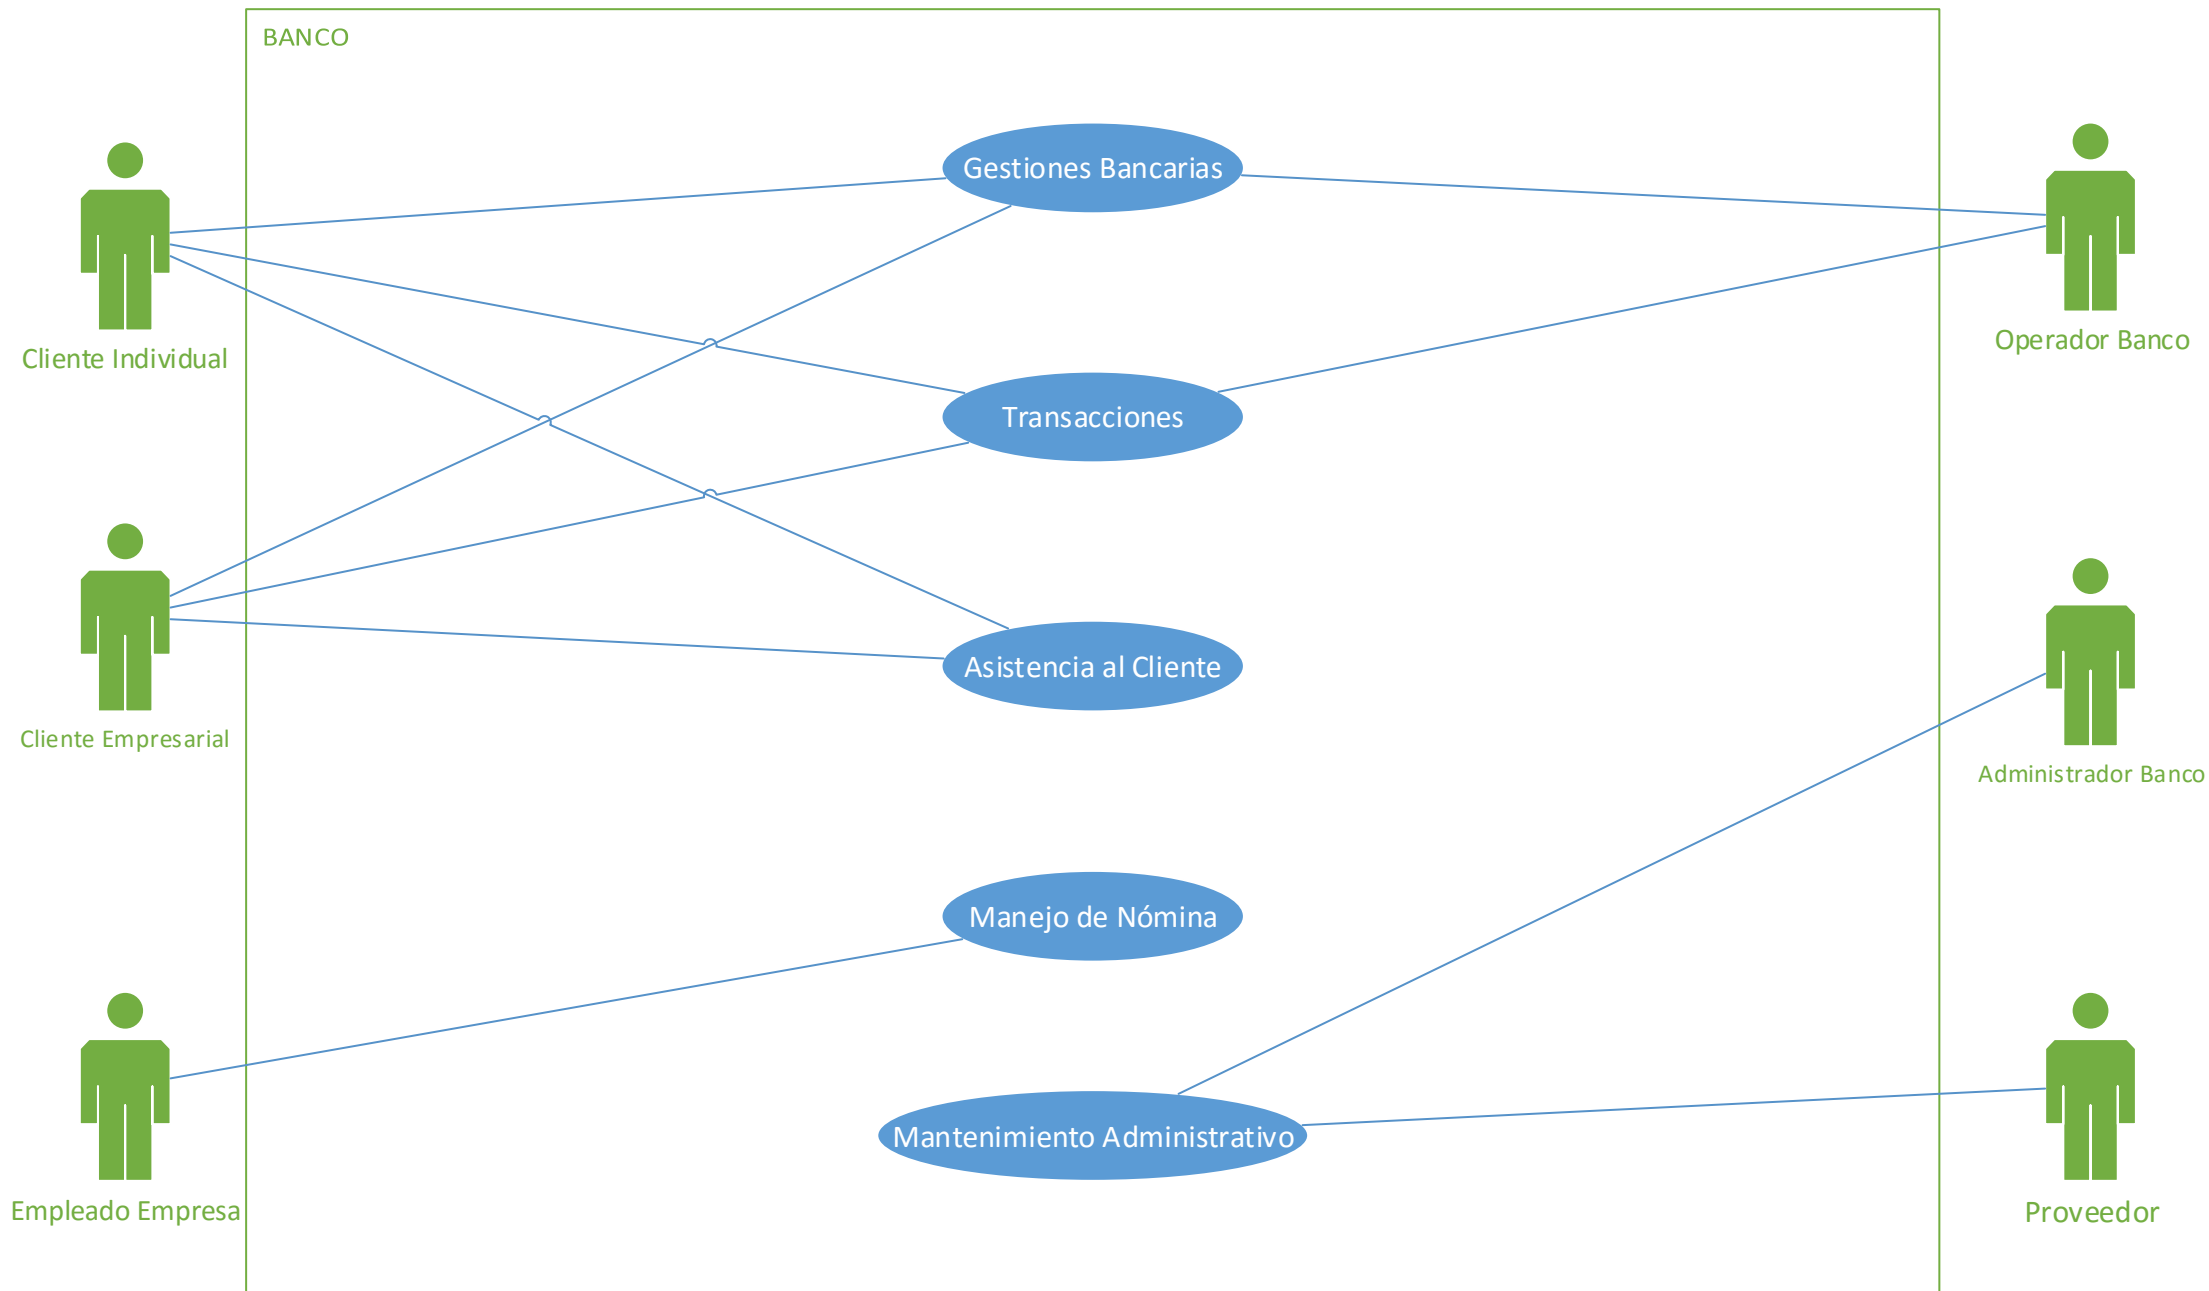 BANCO
Gestiones Bancarias
Cliente Individual
Operador Banco
Transacciones
Asistencia al Cliente
Cliente Empresarial
Administrador Banco
Manejo de Nómina
Mantenimiento Administrativo
Empleado Empresa
Proveedor